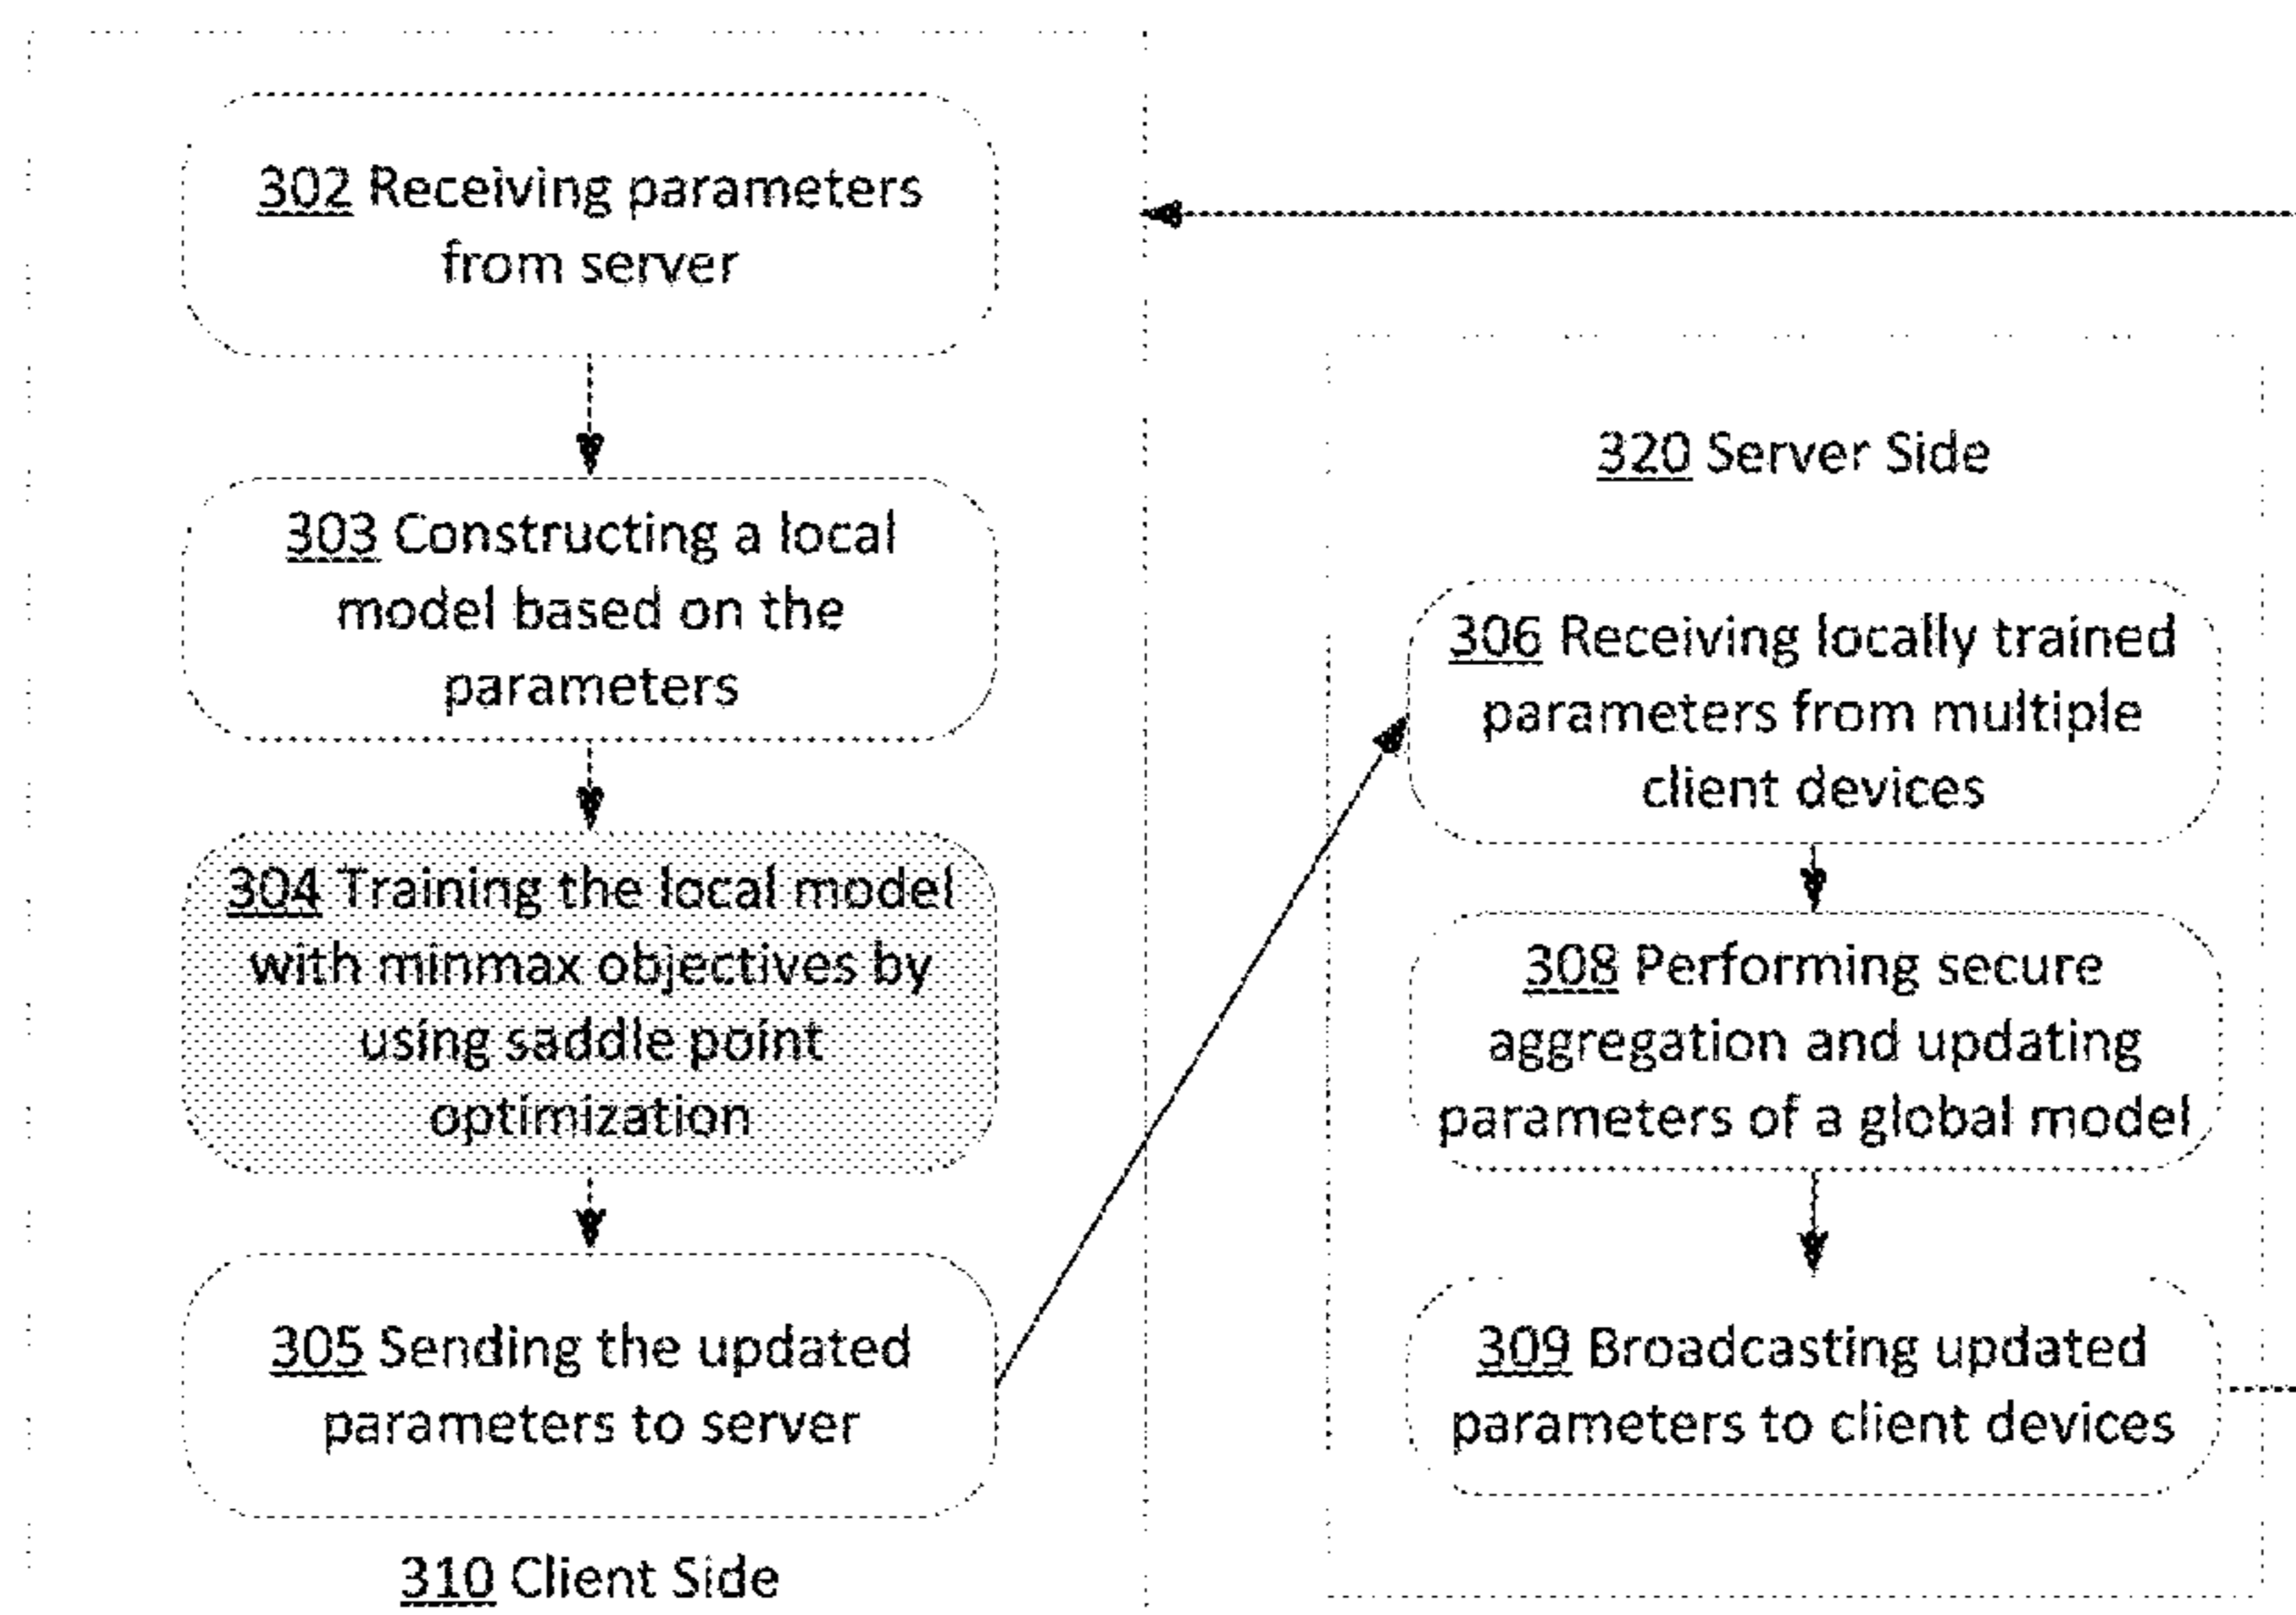 302 Receiving parameters
from server
303 Constructing a local
model based on the
parameters
304 Training the local model
with minmax objectives by
using saddle point
optimization
305 Sending the updated
parameters to server
310 Client Side
320 Server Side
306 Receiving locally trained
parameters from multiple
client devices
308 Performing secure
aggregation and updating
parameters of a global model
309 Broadcasting updated
parameters to client devices